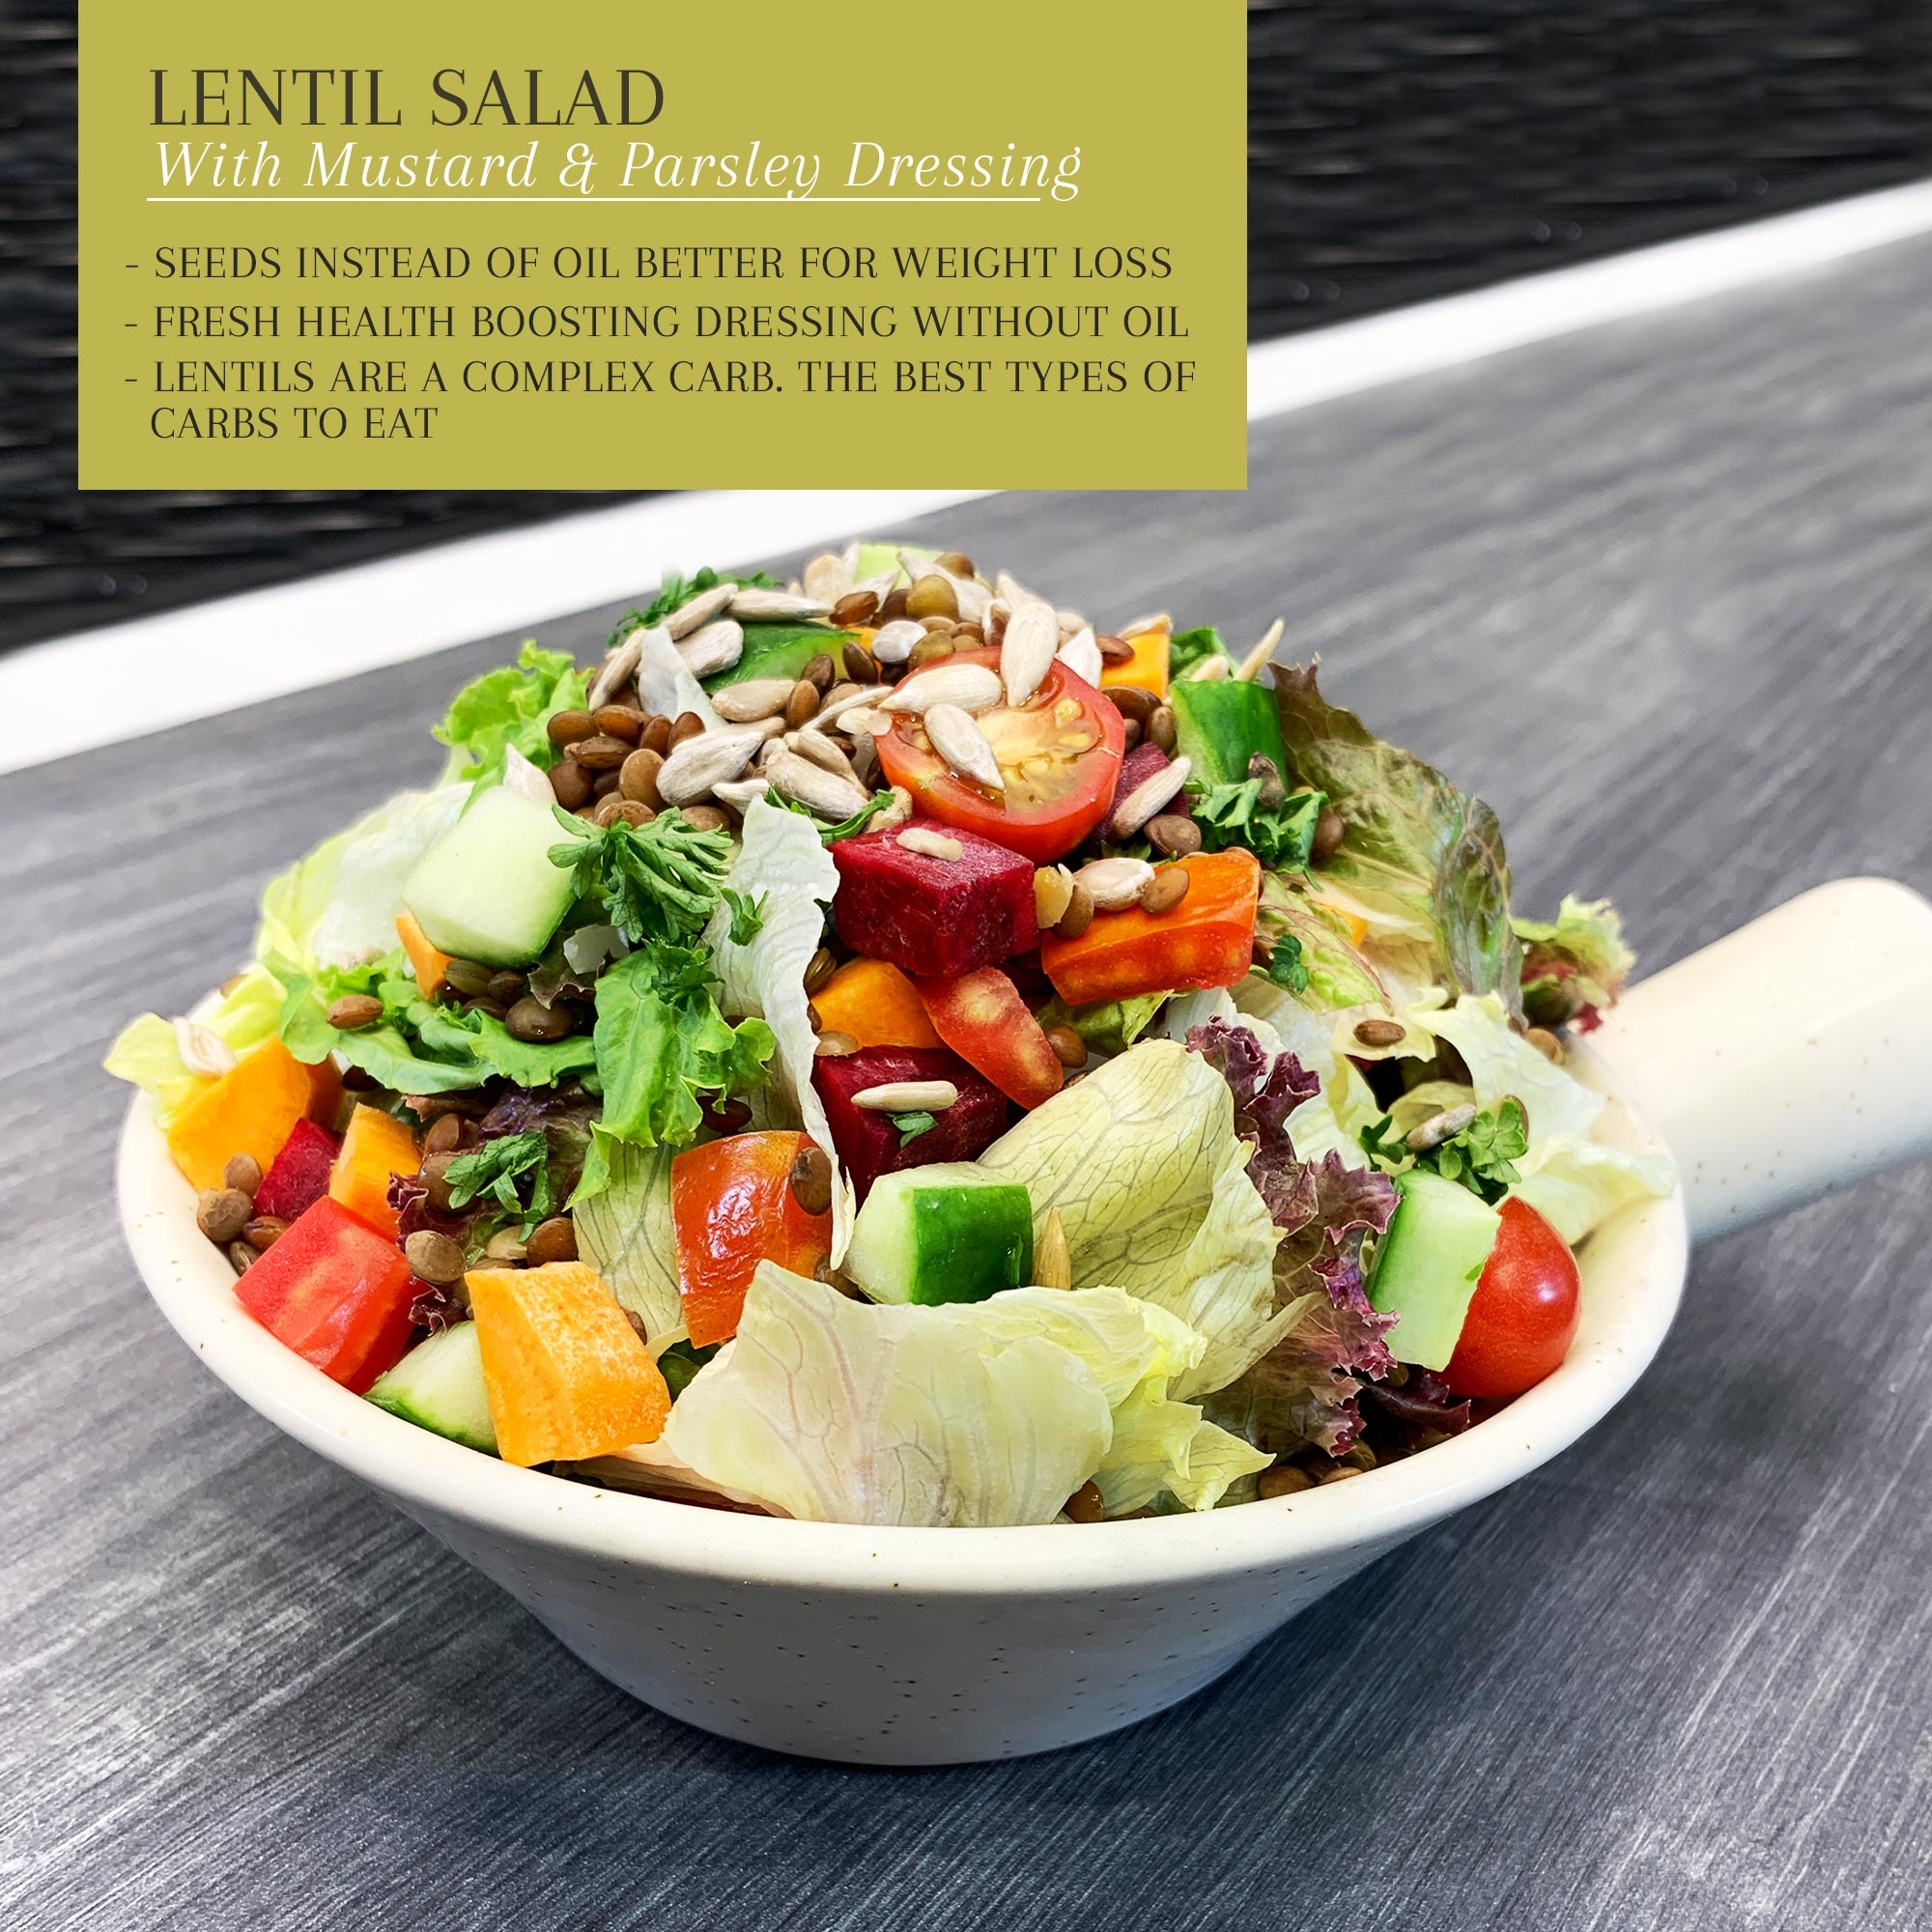 LENTIL SALAD
With Mustard & Parsley Dressing
- SEEDS INSTEAD OF OIL BETTER FOR WEIGHT LOSS
- FRESH HEALTH BOOSTING DRESSING WITHOUT OIL
- LENTILS ARE A COMPLEX CARB. THE BEST TYPES OF
CARBS TO EAT